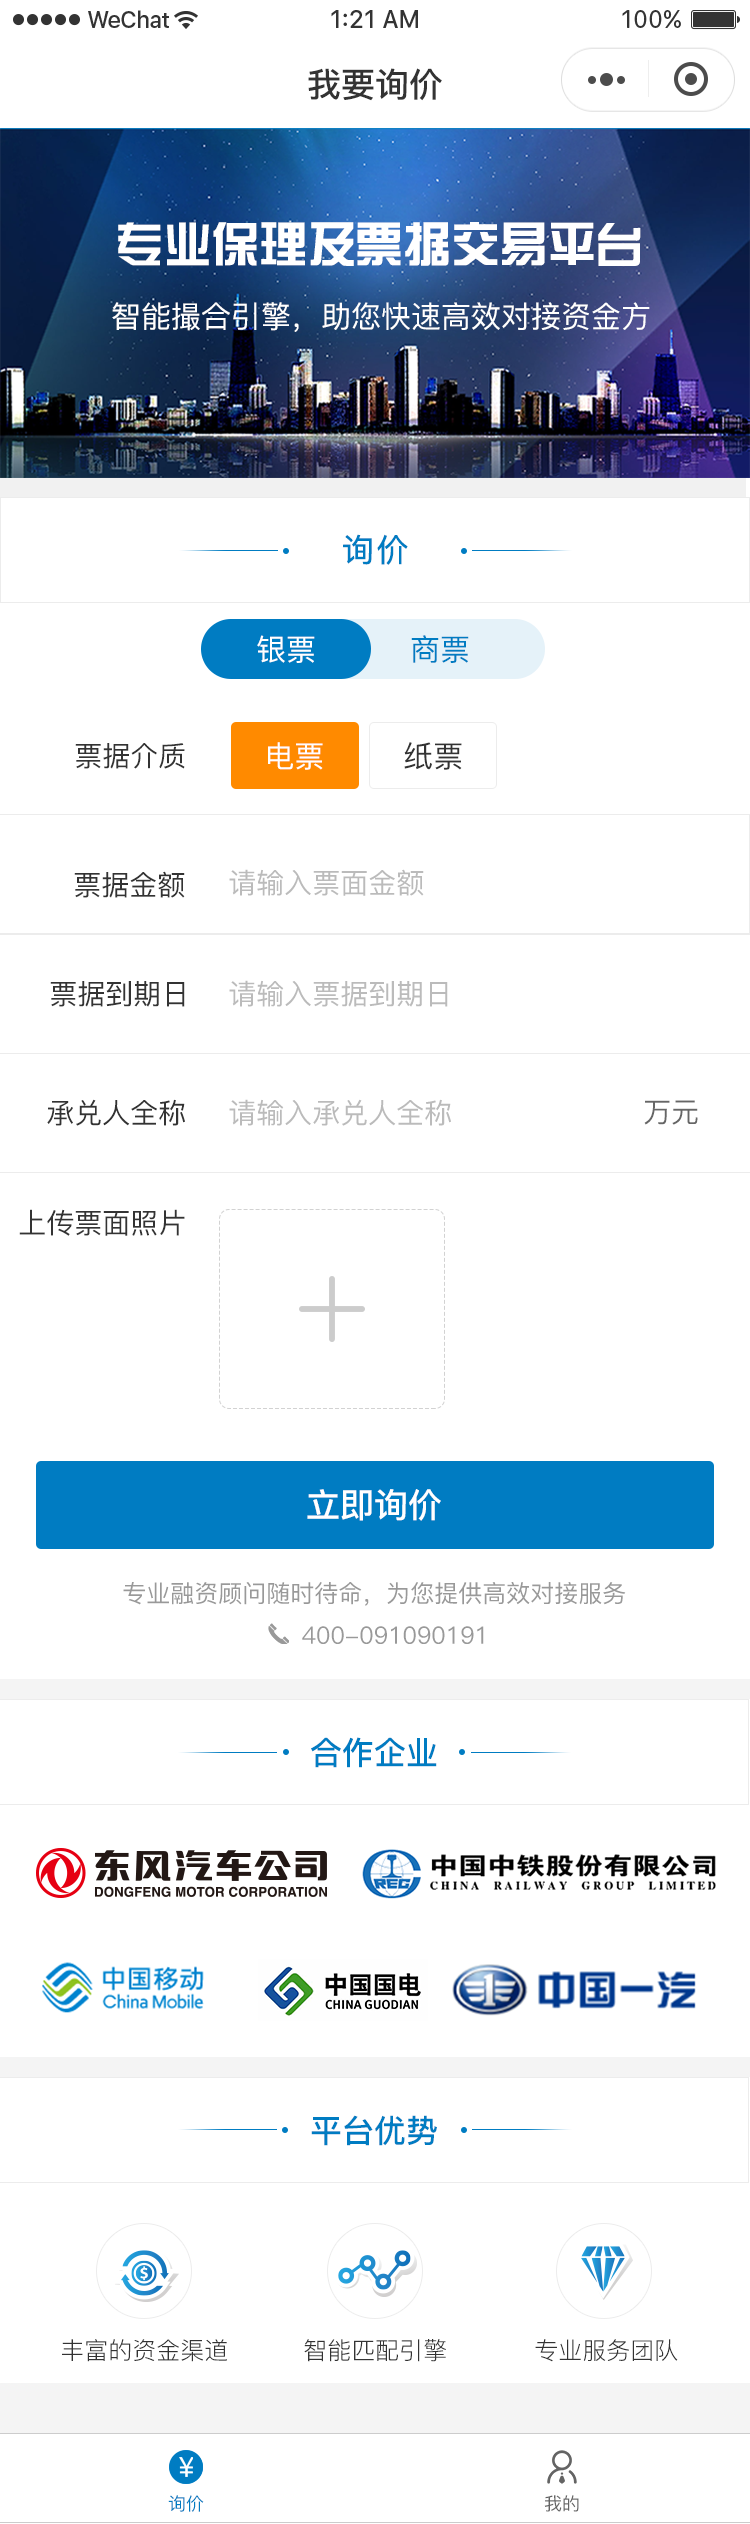 WeChat 1:21 AM 100%
我要询价
专业保理及票据交易平台
智能撮合引擎，助您快速高效对接资金方
询价
银票 商票
票据介质 电票 纸票
票据金额 请输入票面金额
票据到期日 请输入票据到期日
承兑人全称 请输入承兑人全称 万元
上传票面照片
立即询价
专业融资顾问随时待命，为您提供高效对接服务
400-091090191
合作企业
东风汽车公司
DONGFENG MOTOR CORPORATION
REC
中国中铁股份有限公司
CHINA RAILWAY GROUP LIMITED
中国移动
China Mobile
中国国电
CHINA GUODIAN
中国一汽
平台优势
丰富的资金渠道 智能匹配引擎 专业服务团队
¥
询价 我的